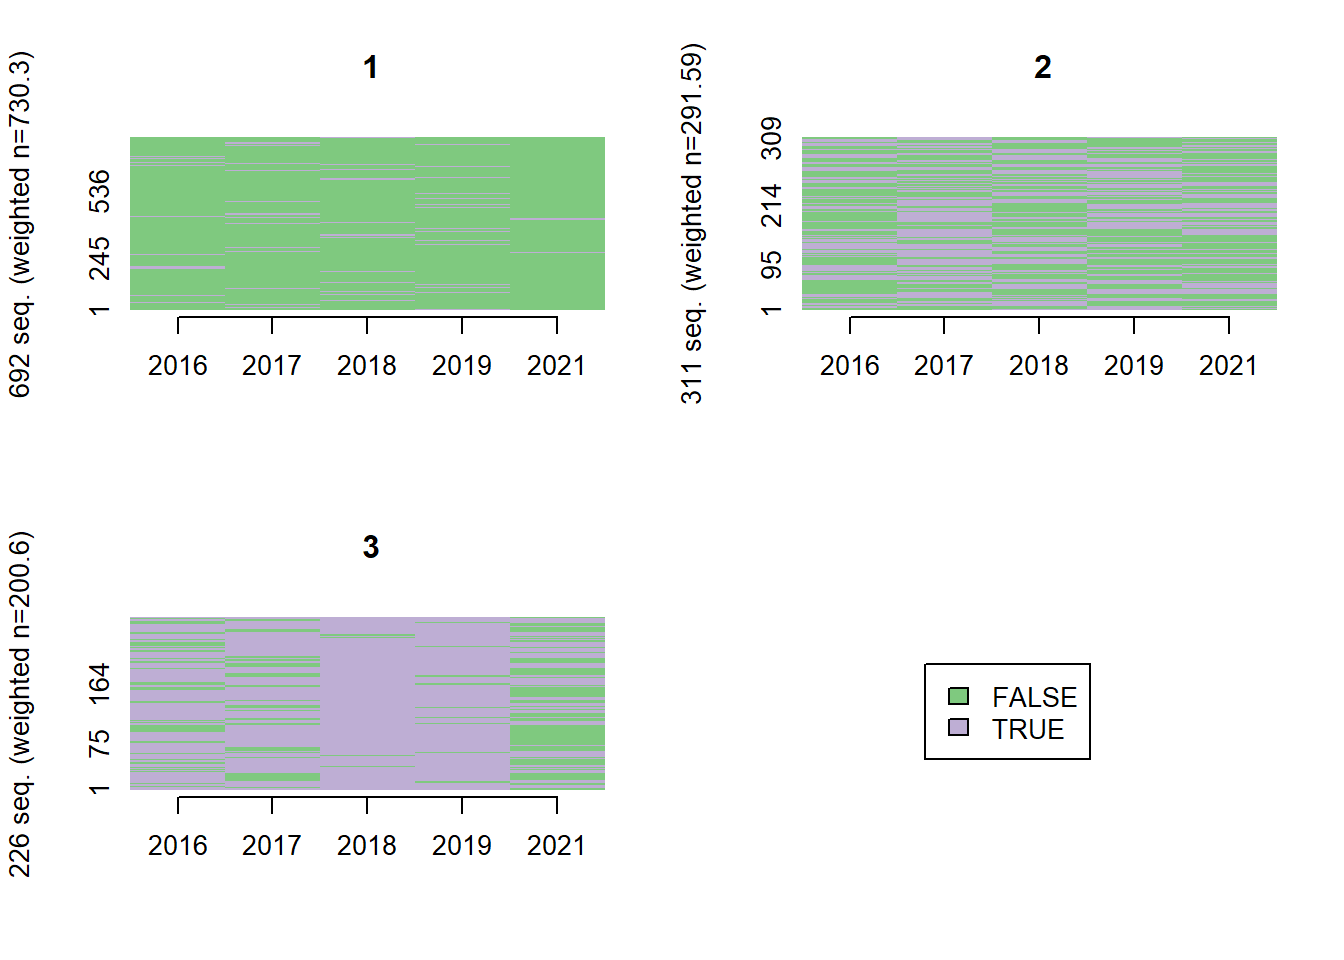 1
692 seq. (weighted n=730.3)
536
245
1
2016 2017 2018 2019 2021
2
311 seq. (weighted n=291.59)
309
214
95
1
2016 2017 2018 2019 2021
3
226 seq. (weighted n=200.6)
164
75
1
2016 2017 2018 2019 2021
FALSE
TRUE